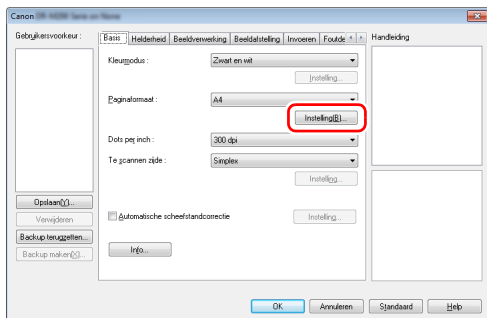 Canon
Gebruikersvoorkeur :
Opslaan(Y)...
Verwijderen
Backup terugzetten...
Backup maken(X)...
Basis Helderheid Beeldverwerking Beeldafstelling Invoeren Foutde
Kleurmodus : Zwart en wit
Instelling...
Paginaformaat : A4
Instelling(B)...
Dots per inch : 300 dpi
Te scannen zijde : Simplex
Instelling...
Automatische scheefstandcorrectie Instelling...
Info...
Handleiding
OK Annuleren Standaard Help